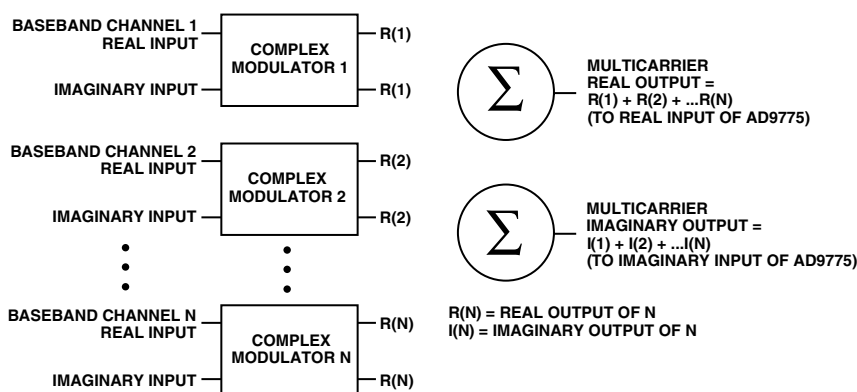 BASEBAND CHANNEL 1
REAL INPUT
IMAGINARY INPUT
COMPLEX
MODULATOR 1
R(1)
R(1)
BASEBAND CHANNEL 2
REAL INPUT
IMAGINARY INPUT
COMPLEX
MODULATOR 2
R(2)
R(2)
BASEBAND CHANNEL N
REAL INPUT
IMAGINARY INPUT
COMPLEX
MODULATOR N
R(N)
R(N)
Σ
MULTICARRIER
REAL OUTPUT =
R(1) + R(2) + ...R(N)
(TO REAL INPUT OF AD9775)
Σ
MULTICARRIER
IMAGINARY OUTPUT =
I(1) + I(2) + ...I(N)
(TO IMAGINARY INPUT OF AD9775)
R(N) = REAL OUTPUT OF N
I(N) = IMAGINARY OUTPUT OF N